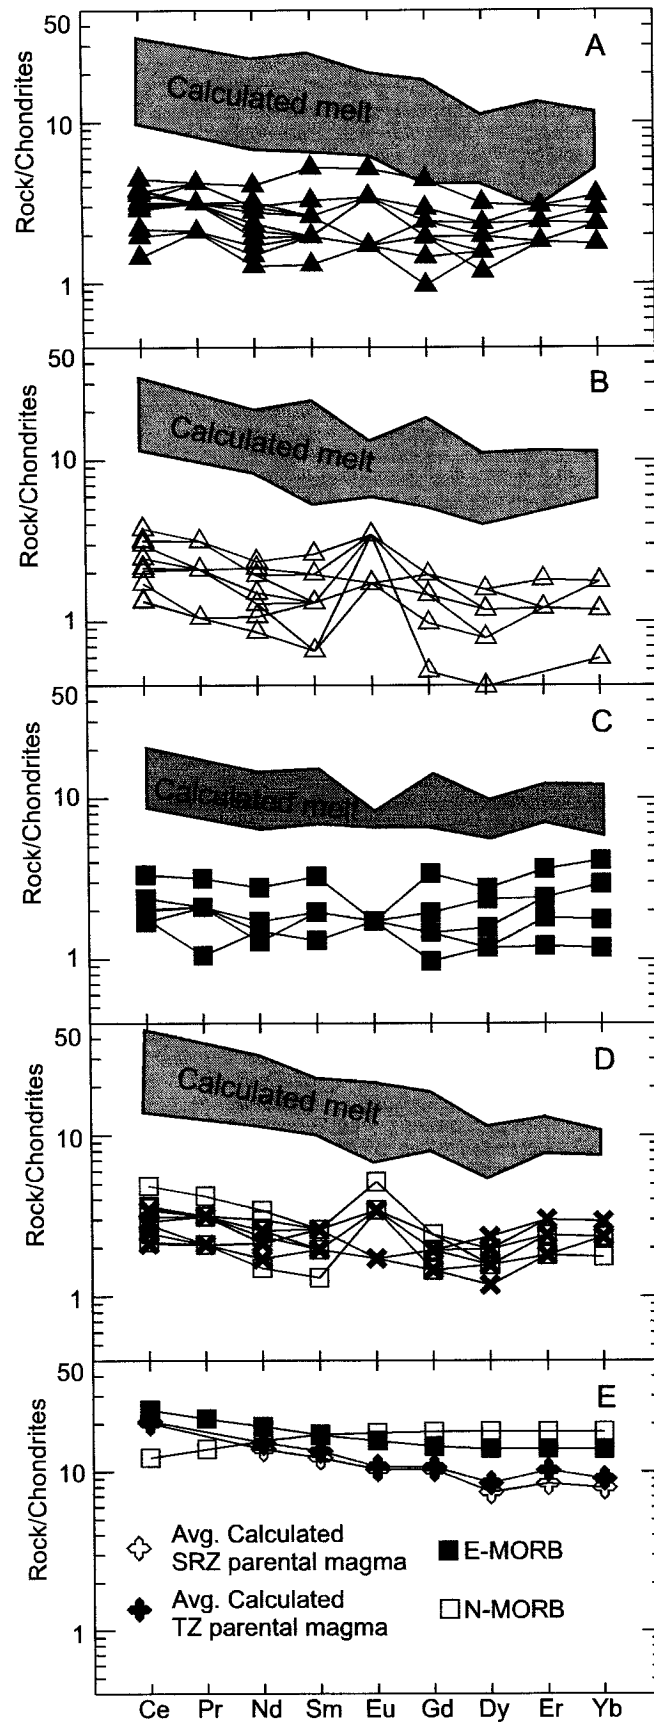 50
A
Calculated melt
10
Rock/Chondrites
1
50
B
Calculated melt
10
Rock/Chondrites
1
50
C
Calculated melt
10
Rock/Chondrites
1
50
D
Calculated melt
10
Rock/Chondrites
1
50
E
10
Rock/Chondrites
Avg. Calculated
SRZ parental magma
E-MORB
Avg. Calculated
TZ parental magma
N-MORB
1
Ce Pr Nd Sm Eu Gd Dy Er Yb